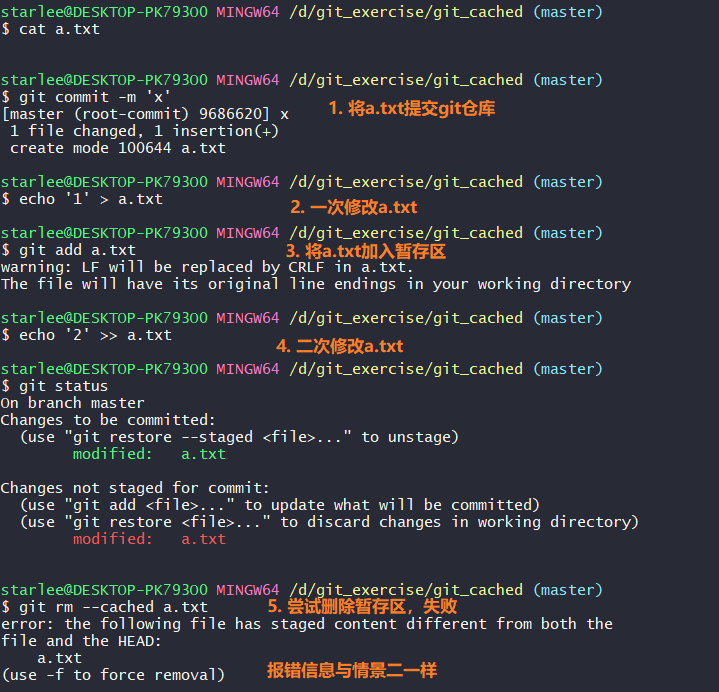 starlee@DESKTOP-PK79300 MINGW64 /d/git_exercise/git_cached (master)
$ cat a.txt
starlee@DESKTOP-PK79300 MINGW64 /d/git_exercise/git_cached (master)
$ git commit -m 'x'
1. 将a.txt提交git仓库
[master (root-commit) 9686620] x
1 file changed, 1 insertion(+)
create mode 100644 a.txt
starlee@DESKTOP-PK79300 MINGW64 /d/git_exercise/git_cached (master)
$ echo '1' > a.txt
2. 一次修改a.txt
starlee@DESKTOP-PK79300 MINGW64 /d/git_exercise/git_cached (master)
$ git add a.txt
3. 将a.txt加入暂存区
warning: LF will be replaced by CRLF in a.txt.
The file will have its original line endings in your working directory
starlee@DESKTOP-PK79300 MINGW64 /d/git_exercise/git_cached (master)
$ echo '2' >> a.txt
4. 二次修改a.txt
starlee@DESKTOP-PK79300 MINGW64 /d/git_exercise/git_cached (master)
$ git status
On branch master
Changes to be committed:
(use "git restore --staged <file>..." to unstage)
modified: a.txt
Changes not staged for commit:
(use "git add <file>..." to update what will be committed)
(use "git restore <file>..." to discard changes in working directory)
modified: a.txt
starlee@DESKTOP-PK79300 MINGW64 /d/git_exercise/git_cached (master)
$ git rm --cached a.txt
5. 尝试删除暂存区，失败
error: the following file has staged content different from both the
file and the HEAD:
a.txt
(use -f to force removal)
报错信息与情景二一样